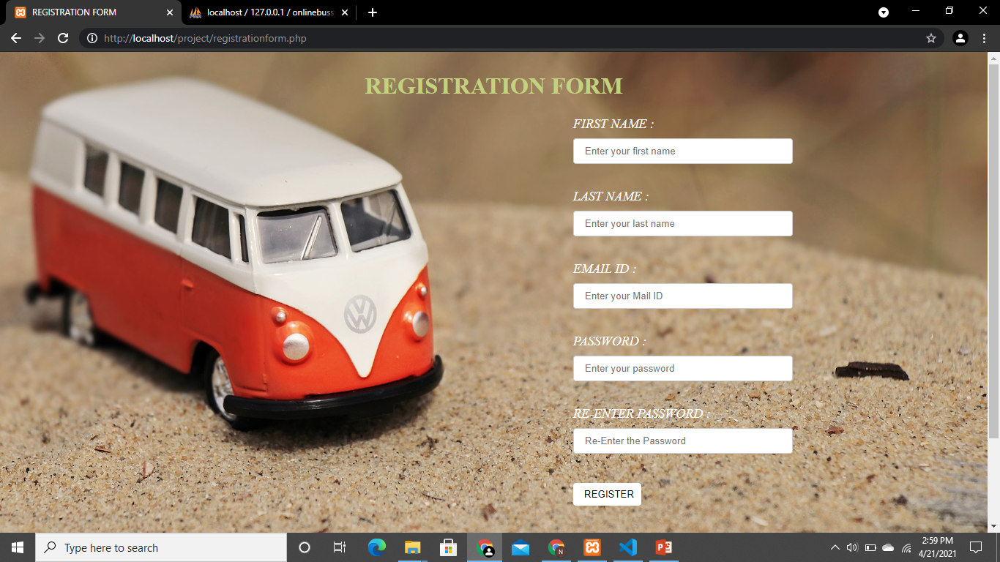 REGISTRATION FORM
localhost / 127.0.0.1 / onlinebuss
http://localhost/project/registrationform.php
REGISTRATION FORM
FIRST NAME :
Enter your first name
LAST NAME :
Enter your last name
EMAIL ID :
Enter your Mail ID
PASSWORD :
Enter your password
RE-ENTER PASSWORD :
Re-Enter the Password
REGISTER
Type here to search
N
2:59 PM
4/21/2021